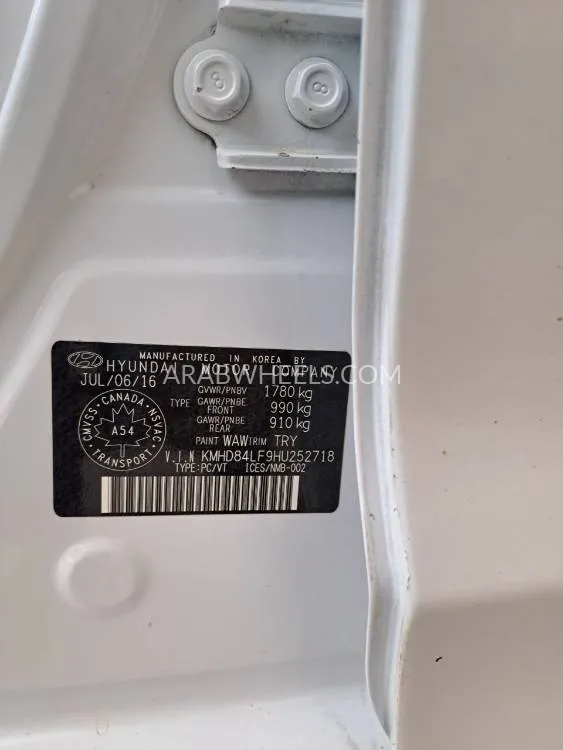 8
8
MANUFACTURED IN KOREA BY
HYUNDAI MOTOR COMPANY
ARABWHEELS.COM
JUL/06/16
GVWR/PNBV 1780 kg
TYPE GAWR/PNBE FRONT 990 kg
GAWR/PNBE REAR 910 kg
PAINT WAW TRIM TRY
V.I.N KMHD84LF9HU252718
TYPE:PC/VT ICES/NMB-002
CMVSS • CANADA • NSVAC
A54
TRANSPORT